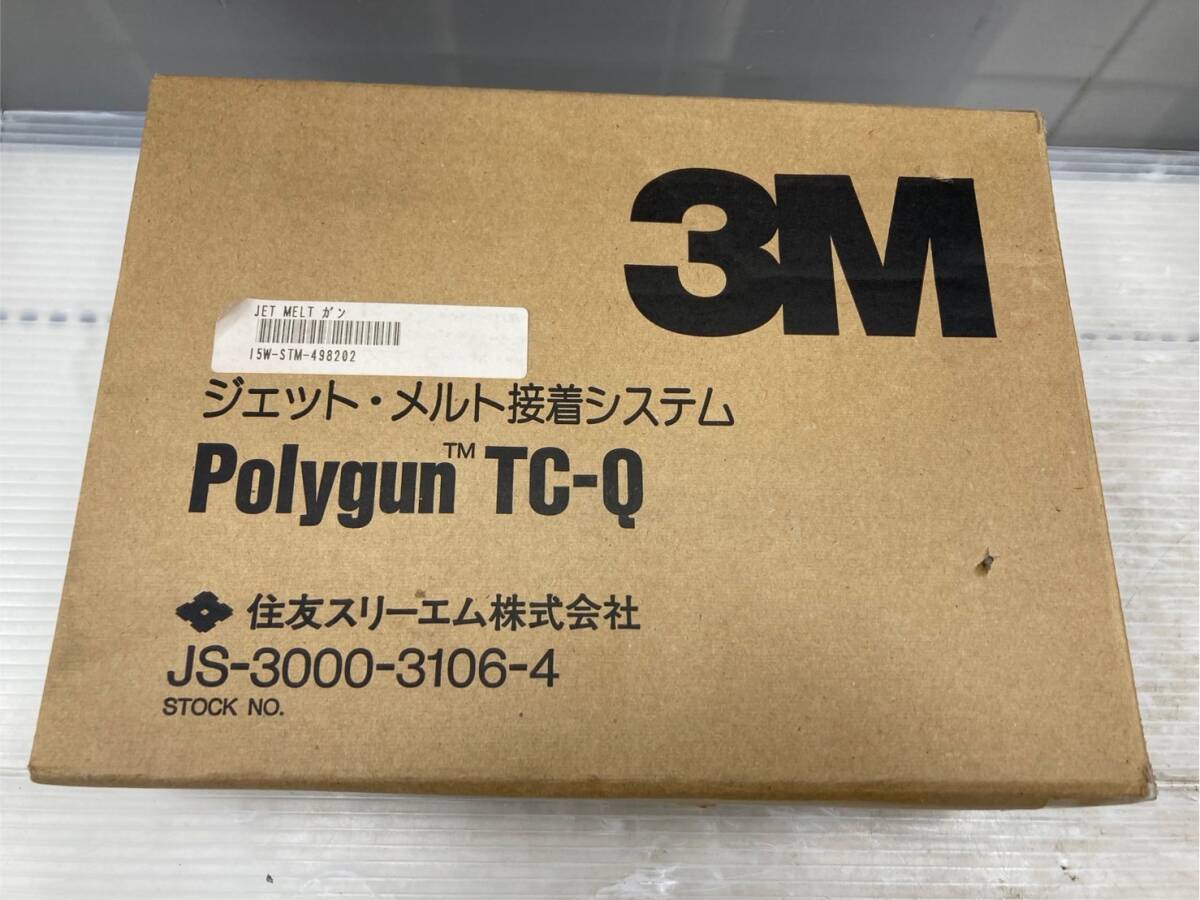 3M
JET MELT ガン
15W-STM-498202
ジェット・メルト接着システム
Polygun™ TC-Q
住友スリーエム株式会社
JS-3000-3106-4
STOCK NO.